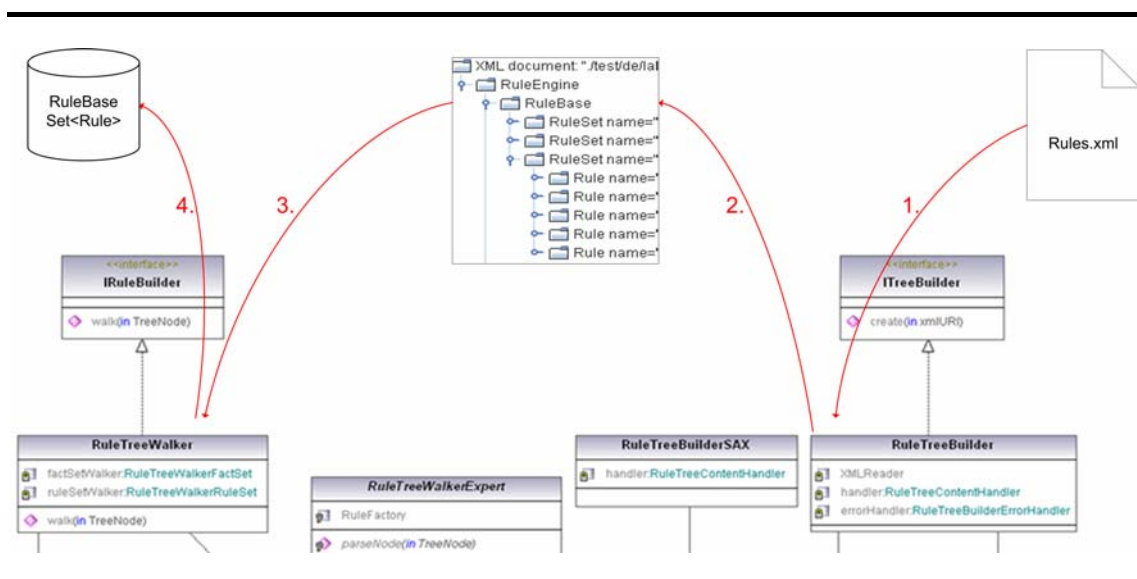 RuleBase
Set<Rule>
XML document: "./test/de/lal
RuleEngine
RuleBase
RuleSet name="
RuleSet name="
RuleSet name="
Rule name="
Rule name="
Rule name="
Rule name="
Rule name="
Rules.xml
4.
3.
2.
1.
<<interface>>
IRuleBuilder
walk(in TreeNode)
<<interface>>
ITreeBuilder
create(in xmlURI)
RuleTreeWalker
factSetWalker:RuleTreeWalkerFactSet
ruleSetWalker:RuleTreeWalkerRuleSet
walk(in TreeNode)
RuleTreeWalkerExpert
RuleFactory
parseNode(in TreeNode)
RuleTreeBuilderSAX
handler:RuleTreeContentHandler
RuleTreeBuilder
XMLReader
handler:RuleTreeContentHandler
errorHandler:RuleTreeBuilderErrorHandler